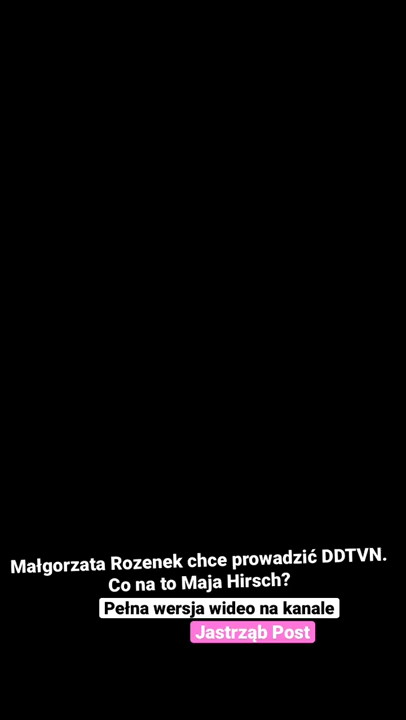 Małgorzata Rozenek chce prowadzić DDTVN.
Co na to Maja Hirsch?
Pełna wersja wideo na kanale
Jastrząb Post